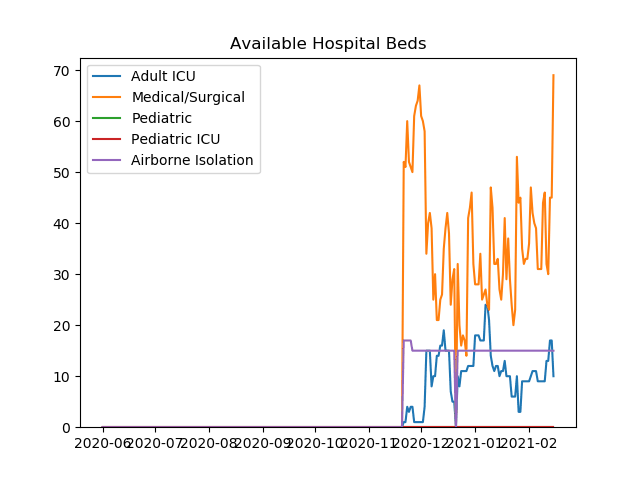 Available Hospital Beds
Adult ICU
Medical/Surgical
Pediatric
Pediatric ICU
Airborne Isolation
70
60
50
40
30
20
10
0
2020-06 2020-07 2020-08 2020-09 2020-10 2020-11 2020-12 2021-01 2021-02